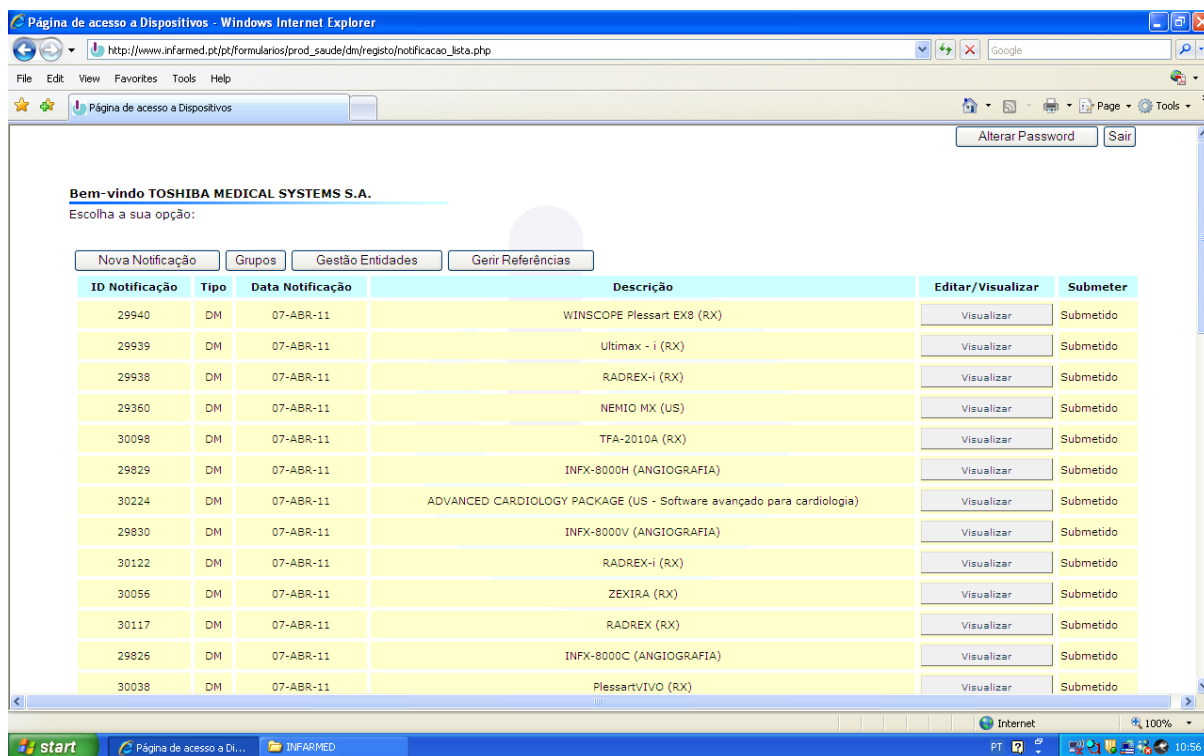 Página de acesso a Dispositivos - Windows Internet Explorer
http://www.infarmed.pt/pt/formularios/prod_saude/dm/registo/notificacao_lista.php Google
File Edit View Favorites Tools Help
Página de acesso a Dispositivos Page Tools
Alterar Password Sair
Bem-vindo TOSHIBA MEDICAL SYSTEMS S.A.
Escolha a sua opção:
Nova Notificação Grupos Gestão Entidades Gerir Referências
ID Notificação Tipo Data Notificação Descrição Editar/Visualizar Submeter
29940 DM 07-ABR-11 WINSCOPE Plessart EX8 (RX) Visualizar Submetido
29939 DM 07-ABR-11 Ultimax - i (RX) Visualizar Submetido
29938 DM 07-ABR-11 RADREX-i (RX) Visualizar Submetido
29360 DM 07-ABR-11 NEMIO MX (US) Visualizar Submetido
30098 DM 07-ABR-11 TFA-2010A (RX) Visualizar Submetido
29829 DM 07-ABR-11 INFX-8000H (ANGIOGRAFIA) Visualizar Submetido
30224 DM 07-ABR-11 ADVANCED CARDIOLOGY PACKAGE (US - Software avançado para cardiologia) Visualizar Submetido
29830 DM 07-ABR-11 INFX-8000V (ANGIOGRAFIA) Visualizar Submetido
30122 DM 07-ABR-11 RADREX-i (RX) Visualizar Submetido
30056 DM 07-ABR-11 ZEXIRA (RX) Visualizar Submetido
30117 DM 07-ABR-11 RADREX (RX) Visualizar Submetido
29826 DM 07-ABR-11 INFX-8000C (ANGIOGRAFIA) Visualizar Submetido
30038 DM 07-ABR-11 PlessartVIVO (RX) Visualizar Submetido
Internet 100%
start Página de acesso a Di... INFARMED PT 10:56